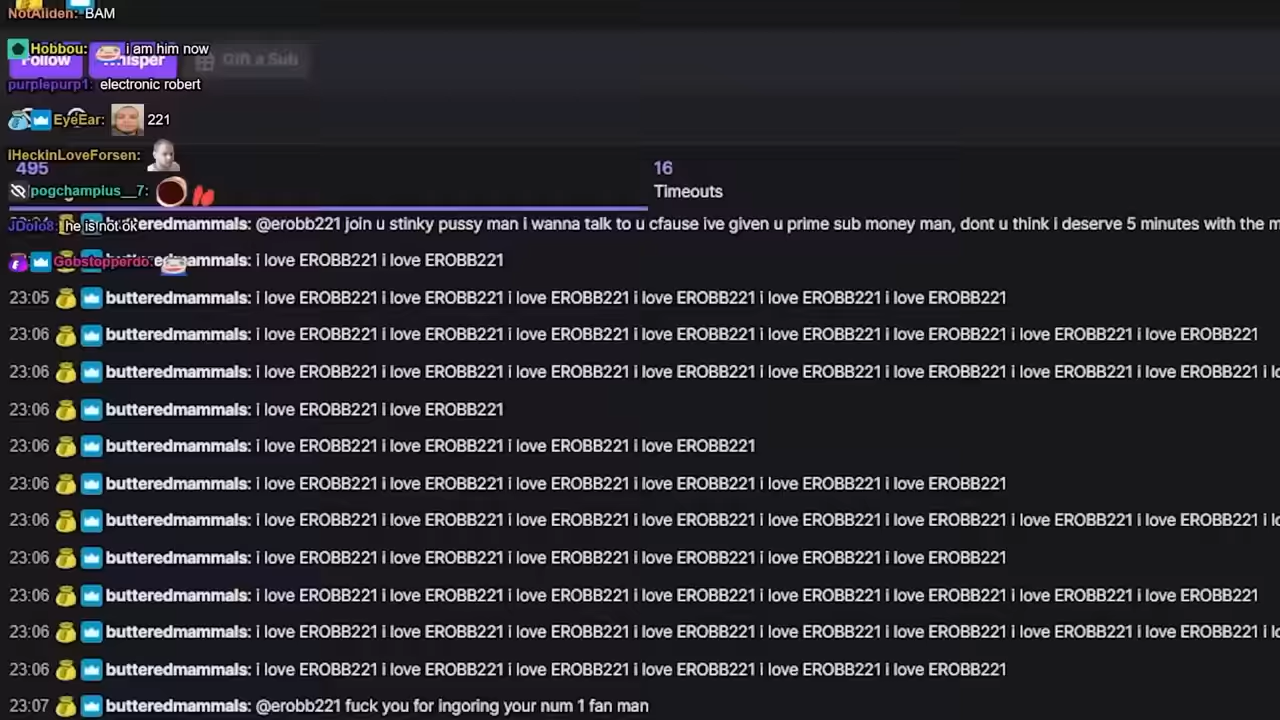 NotAliden: BAM
Hobbou: i am him now
Follow Whisper Gift a Sub
purplepurp1: electronic robert
EyeEar: 221
IHeckinLoveForsen:
495 16
pogchamplus__7: Timeouts
JDolo8: he is not ok
butteredmammals: @erobb221 join u stinky pussy man i wanna talk to u cfause ive given u prime sub money man, dont u think i deserve 5 minutes with the m
Gobstopperdo:
butteredmammals: i love EROBB221 i love EROBB221
23:05 butteredmammals: i love EROBB221 i love EROBB221 i love EROBB221 i love EROBB221 i love EROBB221 i love EROBB221
23:06 butteredmammals: i love EROBB221 i love EROBB221 i love EROBB221 i love EROBB221 i love EROBB221 i love EROBB221 i love EROBB221 i love EROBB221
23:06 butteredmammals: i love EROBB221 i love EROBB221 i love EROBB221 i love EROBB221 i love EROBB221 i love EROBB221 i love EROBB221 i love EROBB221 i lo
23:06 butteredmammals: i love EROBB221 i love EROBB221
23:06 butteredmammals: i love EROBB221 i love EROBB221 i love EROBB221 i love EROBB221
23:06 butteredmammals: i love EROBB221 i love EROBB221 i love EROBB221 i love EROBB221 i love EROBB221 i love EROBB221
23:06 butteredmammals: i love EROBB221 i love EROBB221 i love EROBB221 i love EROBB221 i love EROBB221 i love EROBB221 i love EROBB221 i love EROBB221 i lo
23:06 butteredmammals: i love EROBB221 i love EROBB221 i love EROBB221 i love EROBB221 i love EROBB221 i love EROBB221
23:06 butteredmammals: i love EROBB221 i love EROBB221 i love EROBB221 i love EROBB221 i love EROBB221 i love EROBB221 i love EROBB221 i love EROBB221
23:06 butteredmammals: i love EROBB221 i love EROBB221 i love EROBB221 i love EROBB221 i love EROBB221 i love EROBB221 i love EROBB221 i love EROBB221 i lo
23:06 butteredmammals: i love EROBB221 i love EROBB221 i love EROBB221 i love EROBB221 i love EROBB221 i love EROBB221
23:07 butteredmammals: @erobb221 fuck you for ingoring your num 1 fan man